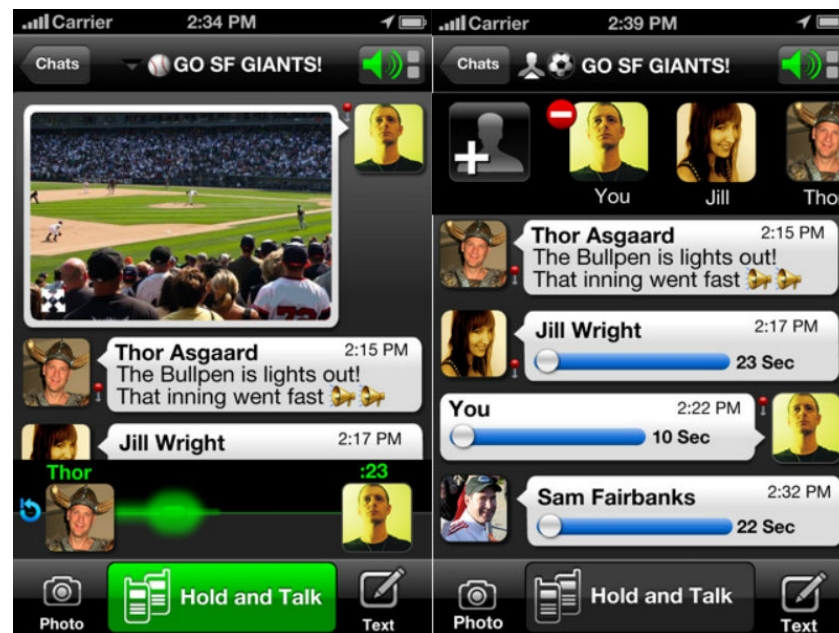 Carrier 2:34 PM
Chats GO SF GIANTS!
Thor Asgaard 2:15 PM
The Bullpen is lights out!
That inning went fast
Jill Wright 2:17 PM
Thor :23
Photo Hold and Talk Text
Carrier 2:39 PM
Chats GO SF GIANTS!
You Jill Tho
Thor Asgaard 2:15 PM
The Bullpen is lights out!
That inning went fast
Jill Wright 2:17 PM
23 Sec
You 2:22 PM
10 Sec
Sam Fairbanks 2:32 PM
22 Sec
Photo Hold and Talk Text